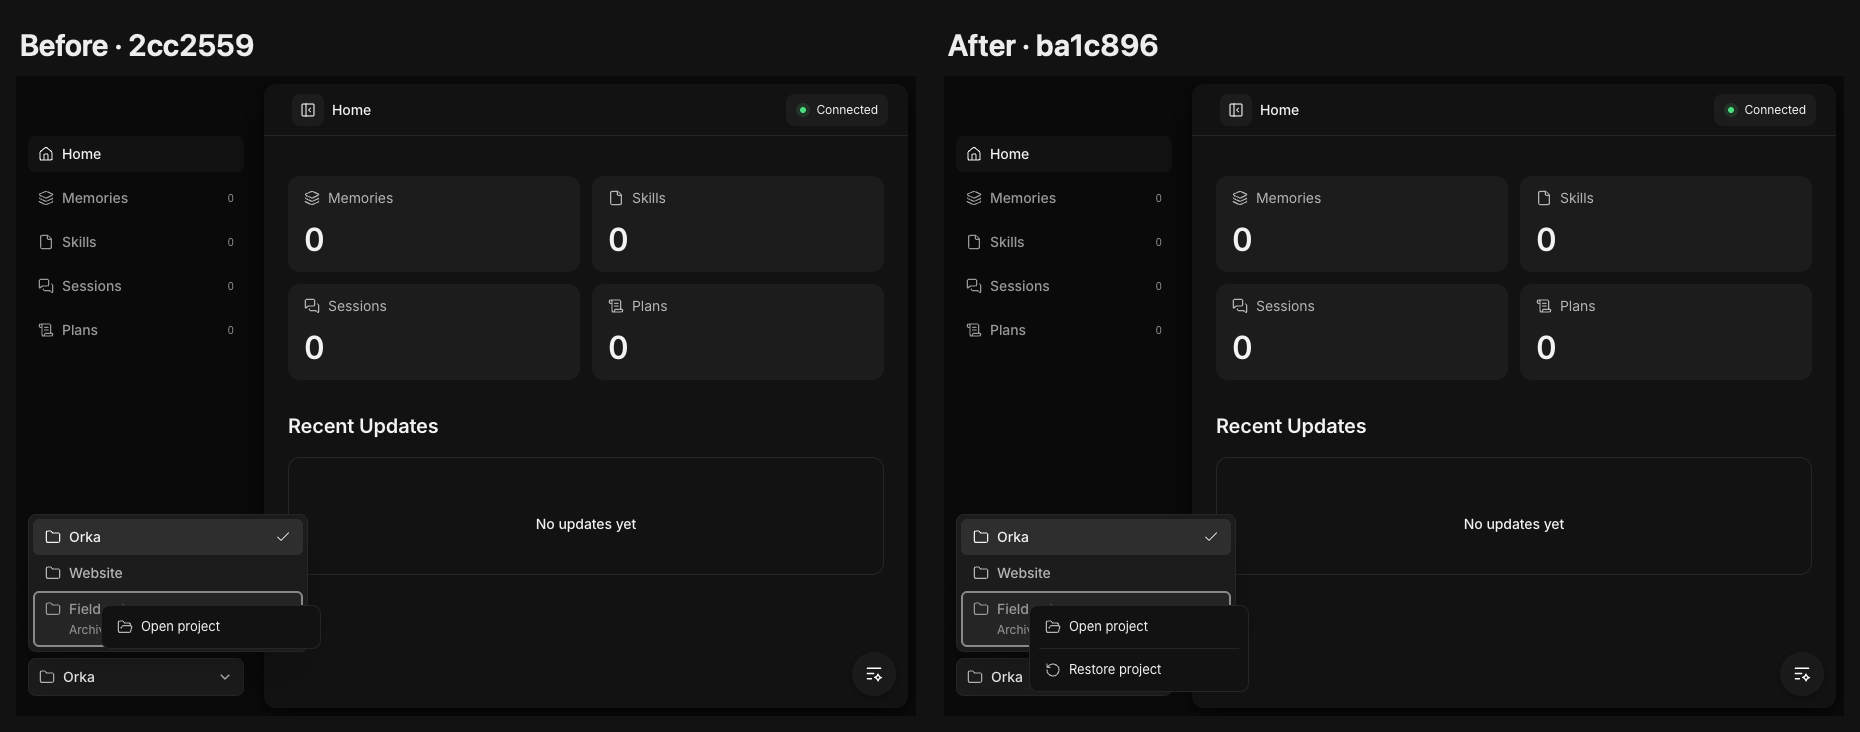 Before · 2cc2559
Home
Connected
Home
Memories 0
Skills 0
Sessions 0
Plans 0
Memories
0
Skills
0
Sessions
0
Plans
0
Recent Updates
No updates yet
Orka
Website
Field
Open project
Orka
After · ba1c896
Home
Connected
Home
Memories 0
Skills 0
Sessions 0
Plans 0
Memories
0
Skills
0
Sessions
0
Plans
0
Recent Updates
No updates yet
Orka
Website
Field
Open project
Restore project
Orka